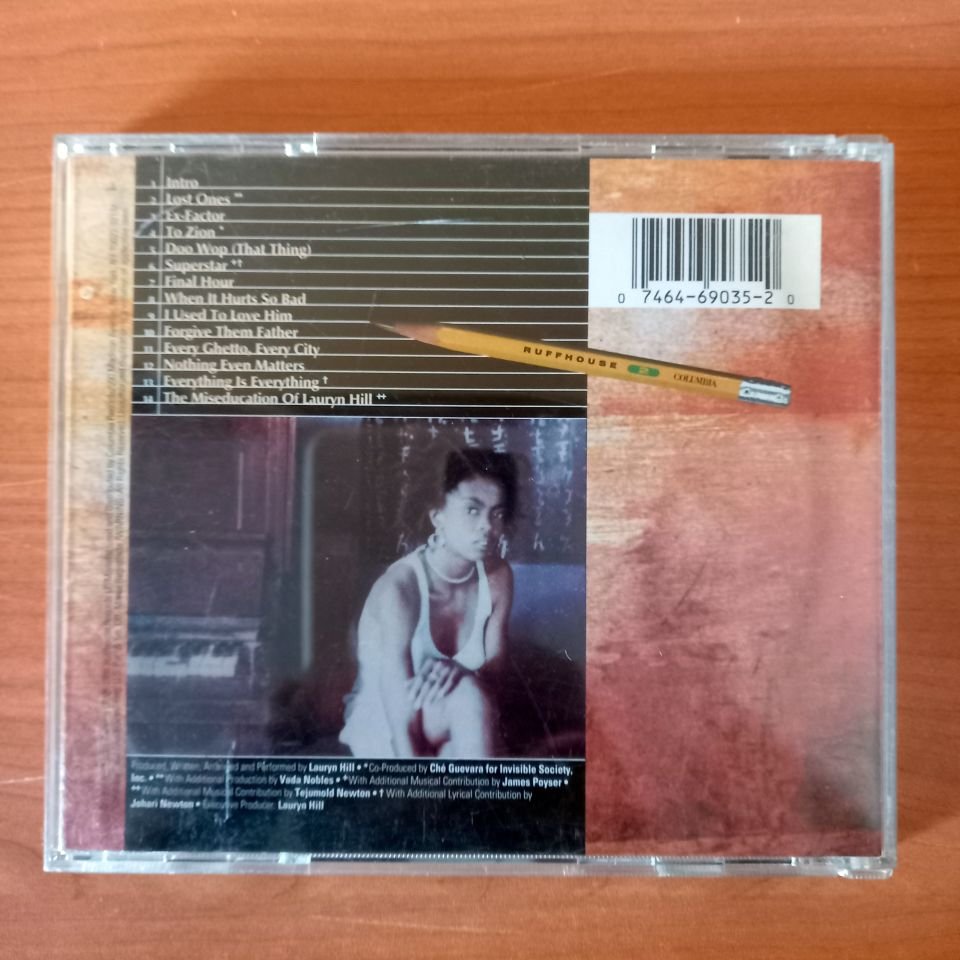 1 Intro
2 Lost Ones **
3 Ex-Factor
4 To Zion *
5 Doo Wop (That Thing)
6 Superstar *†
7 Final Hour
8 When It Hurts So Bad
9 I Used To Love Him
10 Forgive Them Father
11 Every Ghetto, Every City
12 Nothing Even Matters
13 Everything Is Everything †
14 The Miseducation Of Lauryn Hill ++
0 7464-69035-2 0
RUFFHOUSE 2 COLUMBIA
Produced, Written, Arranged and Performed by Lauryn Hill • *Co-Produced by Ché Guevara for Invisible Society,
Inc. • **With Additional Production by Vada Nobles • +With Additional Musical Contribution by James Poyser •
++With Additional Musical Contribution by Tejumold Newton • † With Additional Lyrical Contribution by
Johari Newton • Executive Producer: Lauryn Hill